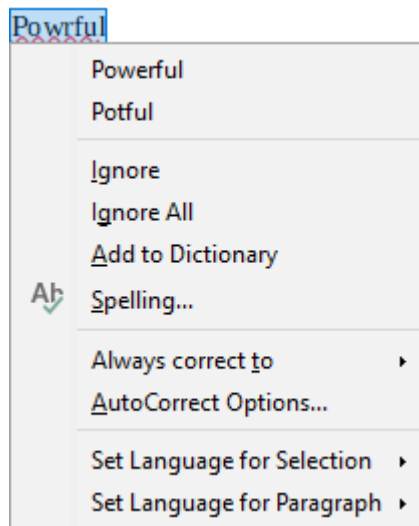 Powrful
Powerful
Potful
Ignore
Ignore All
Add to Dictionary
Ab
Spelling...
Always correct to
AutoCorrect Options...
Set Language for Selection
Set Language for Paragraph